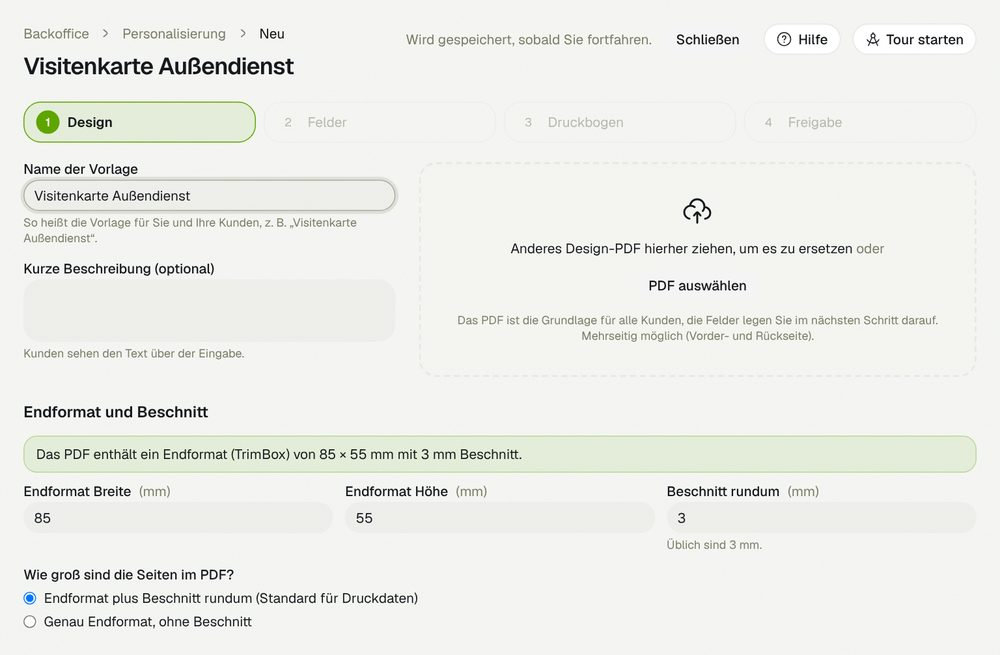 Backoffice > Personalisierung > Neu
Wird gespeichert, sobald Sie fortfahren.
Schließen
Hilfe
Tour starten
Visitenkarte Außendienst
1 Design
2 Felder
3 Druckbogen
4 Freigabe
Name der Vorlage
Visitenkarte Außendienst
So heißt die Vorlage für Sie und Ihre Kunden, z. B. „Visitenkarte
Außendienst“.
Kurze Beschreibung (optional)
Kunden sehen den Text über der Eingabe.
Anderes Design-PDF hierher ziehen, um es zu ersetzen oder
PDF auswählen
Das PDF ist die Grundlage für alle Kunden, die Felder legen Sie im nächsten Schritt darauf.
Mehrseitig möglich (Vorder- und Rückseite).
Endformat und Beschnitt
Das PDF enthält ein Endformat (TrimBox) von 85 × 55 mm mit 3 mm Beschnitt.
Endformat Breite (mm)
85
Endformat Höhe (mm)
55
Beschnitt rundum (mm)
3
Üblich sind 3 mm.
Wie groß sind die Seiten im PDF?
Endformat plus Beschnitt rundum (Standard für Druckdaten)
Genau Endformat, ohne Beschnitt